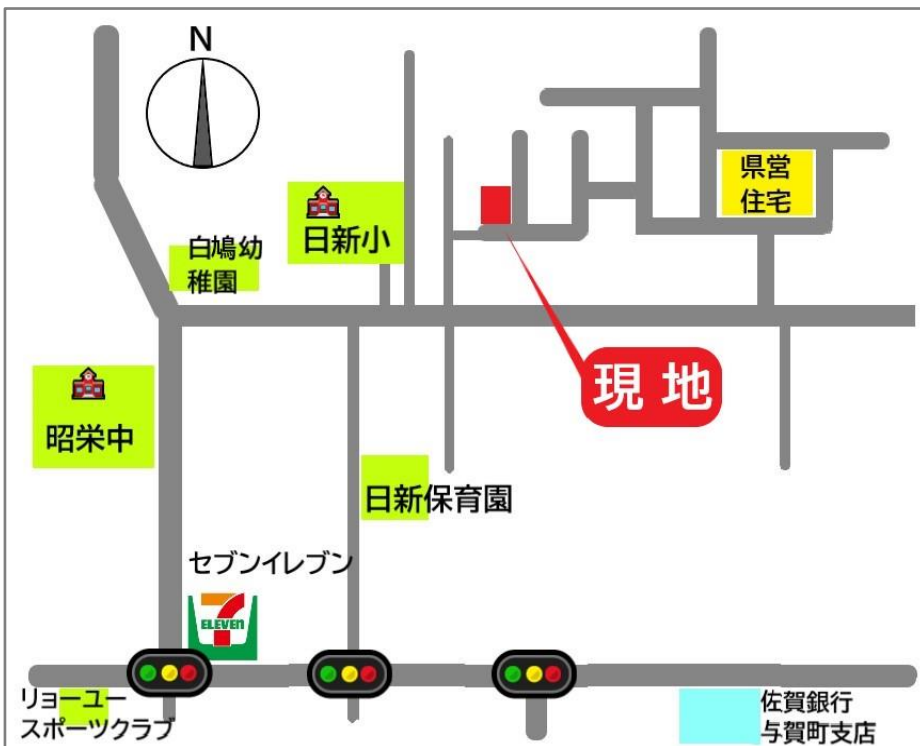 N
県営
住宅
日新小
白鳩幼
稚園
現地
昭栄中
日新保育園
セブンイレブン
7
ELEVEN
リョーユー
スポーツクラブ
佐賀銀行
与賀町支店